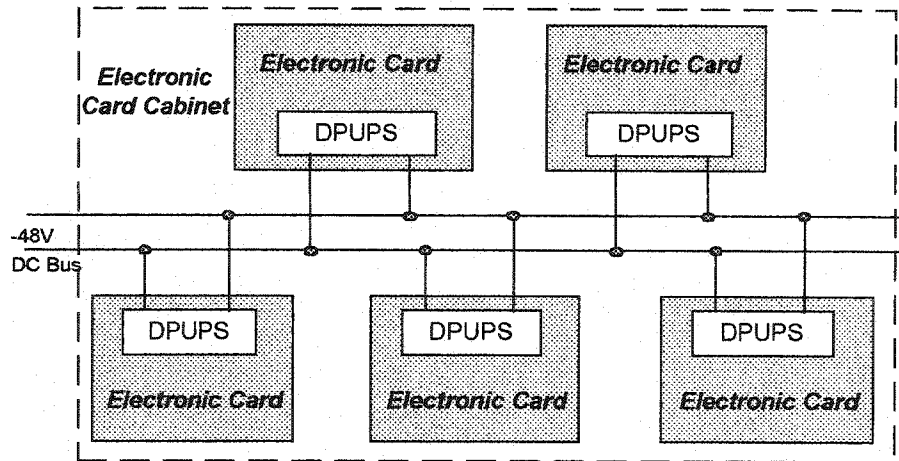 Electronic Card
Electronic Card
Electronic
Card Cabinet
DPUPS
DPUPS
-48V
DC Bus
DPUPS
DPUPS
DPUPS
Electronic Card
Electronic Card
Electronic Card